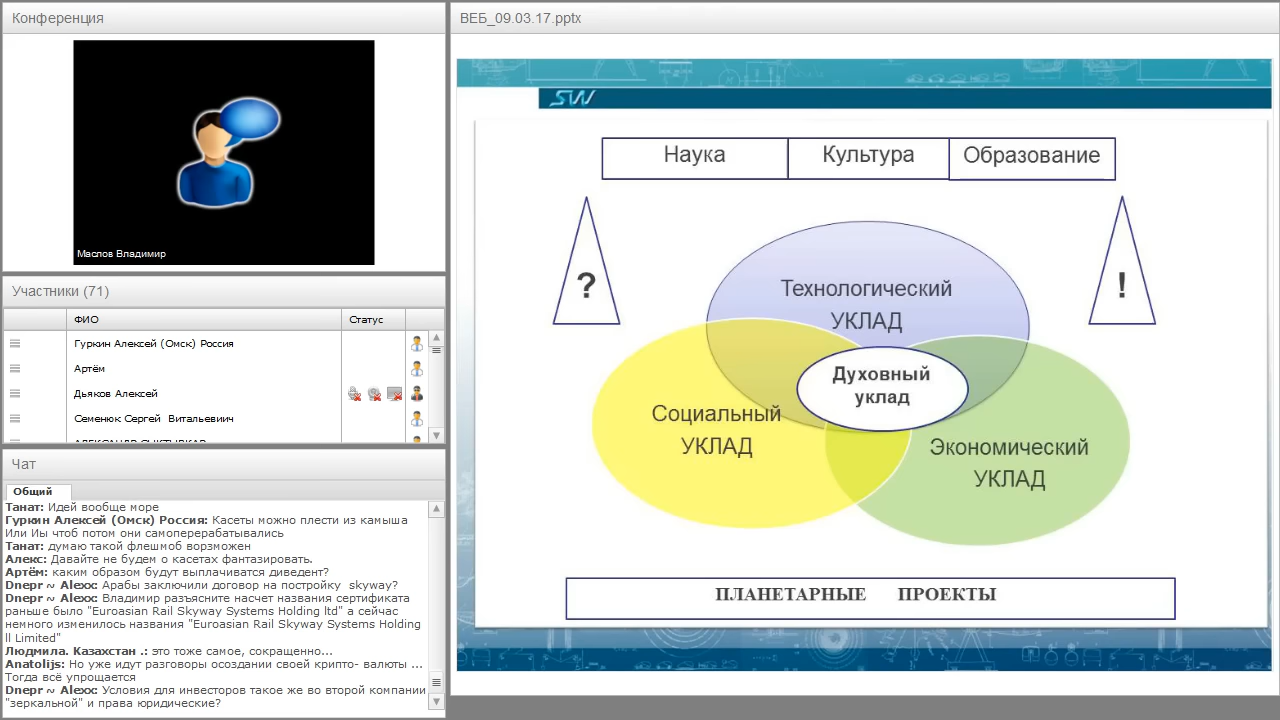 Конференция
Маслов Владимир
Участники (71)
ФИО
Статус
Гуркин Алексей (Омск) Россия
Артём
Дьяков Алексей
Семенюк Сергей Витальевич
Чат
Общий
Танат: Идей вообще море
Гуркин Алексей (Омск) Россия: Касеты можно плести из камыша
Или Иы чтоб потом они самоперерабатывались
Танат: думаю такой флешмоб ворзможен
Алекс: Давайте не будем о касетах фантазировать.
Артём: каким образом будут выплачиватся диведент?
Dnepr ~ Alexx: Арабы заключили договор на постройку skyway?
Dnepr ~ Alexx: Владимир разъясните насчет названия сертификата
раньше было "Euroasian Rail Skyway Systems Holding ltd" а сейчас
немного изменилось названия "Euroasian Rail Skyway Systems Holding
ll Limited"
Людмила. Казахстан .: это тоже самое, сокращенно...
Anatolijs: Но уже идут разговоры осоздании своей крипто- валюты ...
Тогда всё упрощается
Dnepr ~ Alexx: Условия для инвесторов такое же во второй компании
"зеркальной" и права юридические?
ВЕБ_09.03.17.pptx
SW
Наука
Культура
Образование
?
!
Технологический
УКЛАД
Духовный
уклад
Социальный
УКЛАД
Экономический
УКЛАД
ПЛАНЕТАРНЫЕ ПРОЕКТЫ